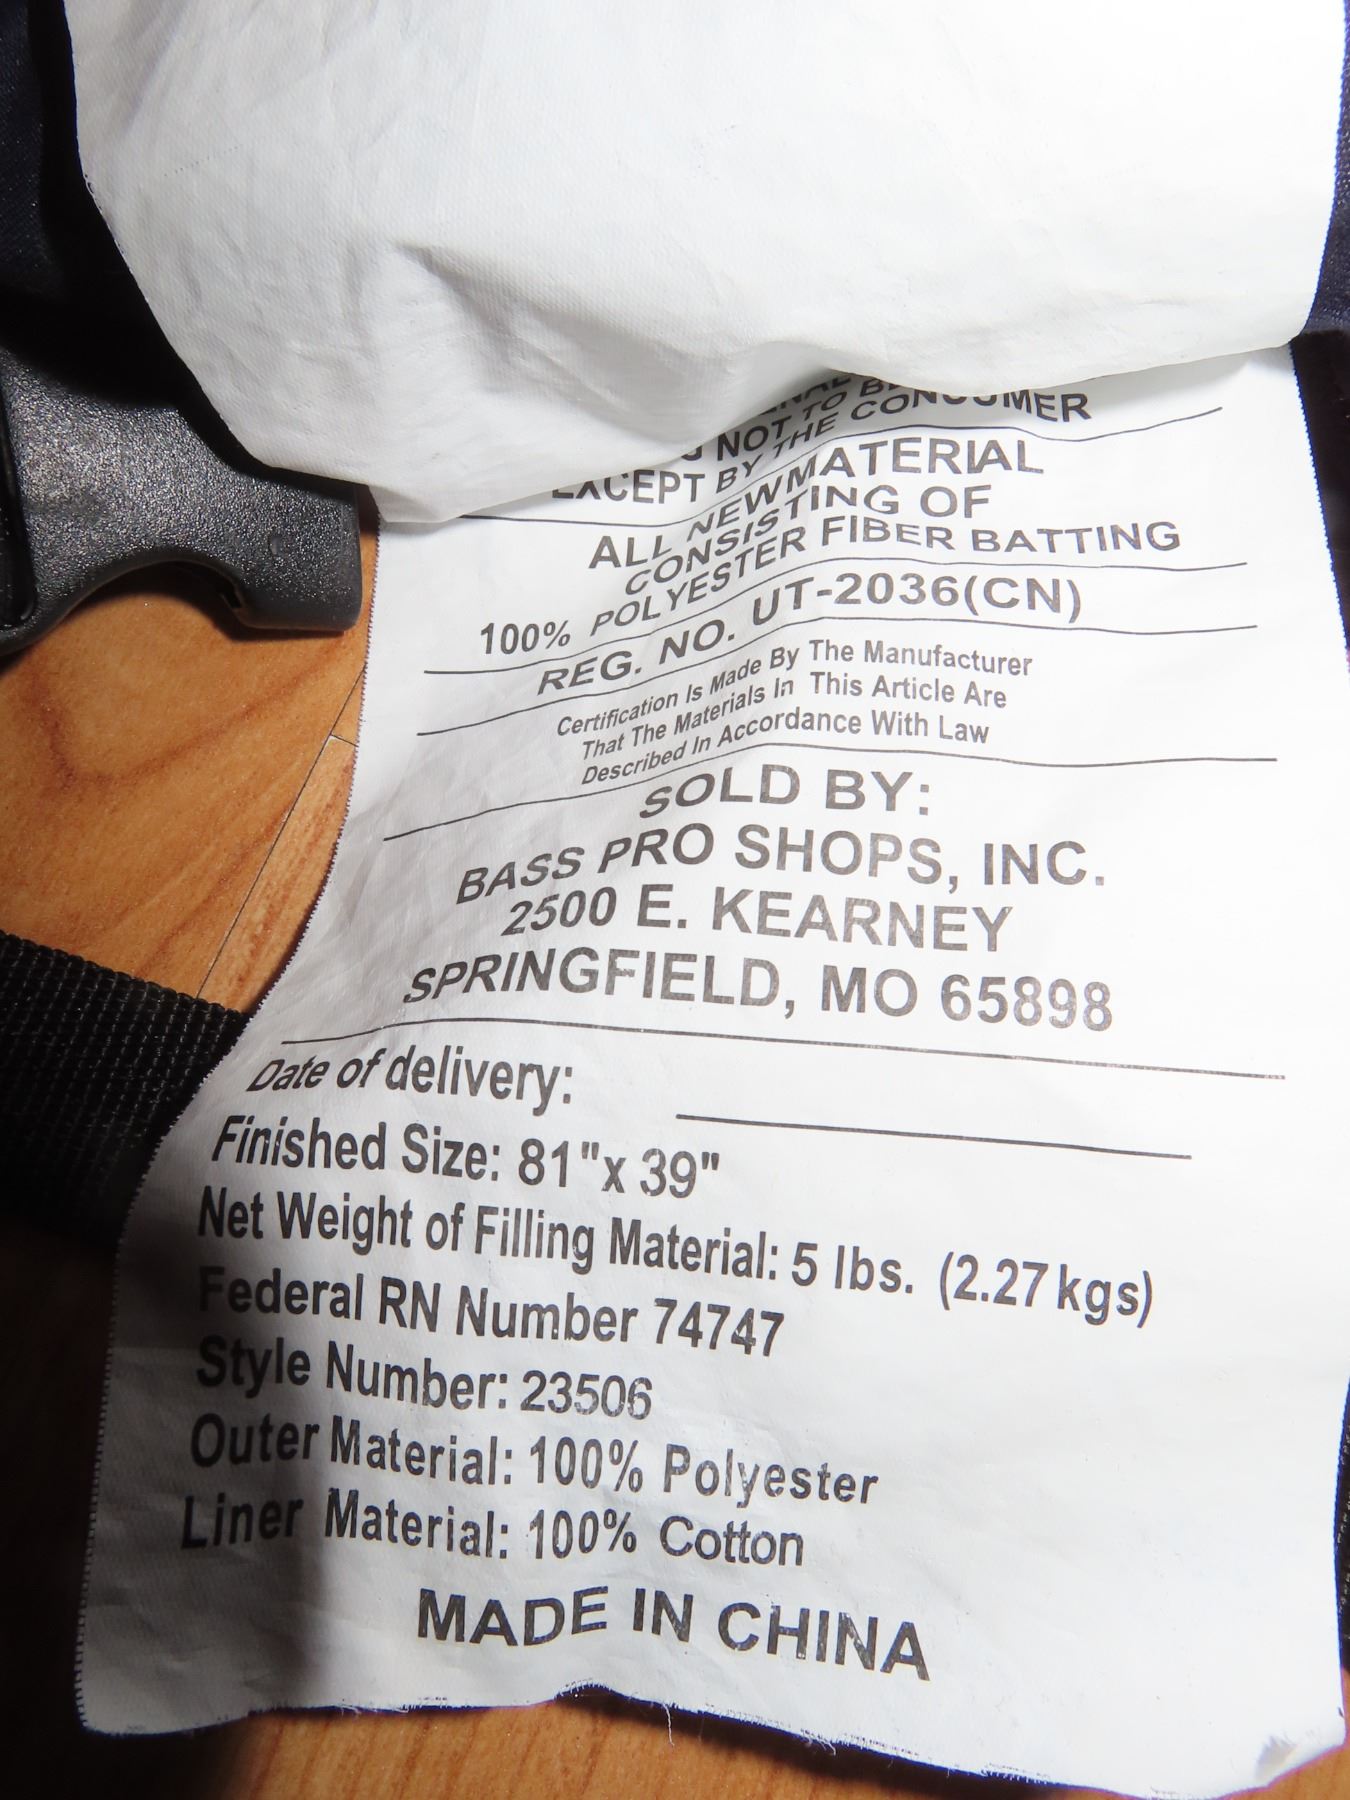 NOT TO BE
EXCEPT BY THE CONSUMER
ALL NEW MATERIAL
CONSISTING OF
100% POLYESTER FIBER BATTING
REG. NO. UT-2036(CN)
Certification Is Made By The Manufacturer
That The Materials In This Article Are
Described In Accordance With Law
SOLD BY:
BASS PRO SHOPS, INC.
2500 E. KEARNEY
SPRINGFIELD, MO 65898
Date of delivery:
Finished Size: 81"x 39"
Net Weight of Filling Material: 5 lbs. (2.27 kgs)
Federal RN Number 74747
Style Number: 23506
Outer Material: 100% Polyester
Liner Material: 100% Cotton
MADE IN CHINA